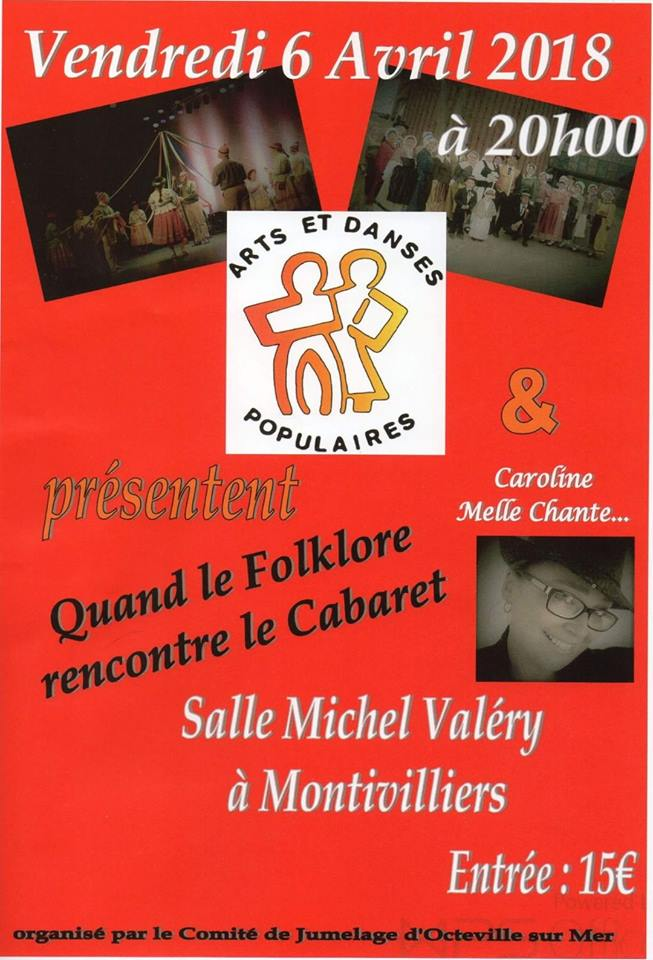 Vendredi 6 Avril 2018
à 20h00
ARTS ET DANSES
POPULAIRES
&
présentent
Caroline
Melle Chante...
Quand le Folklore
rencontre le Cabaret
Salle Michel Valéry
à Montivilliers
Entrée : 15€
Powered
organisé par le Comité de Jumelage d'Octeville sur Mer